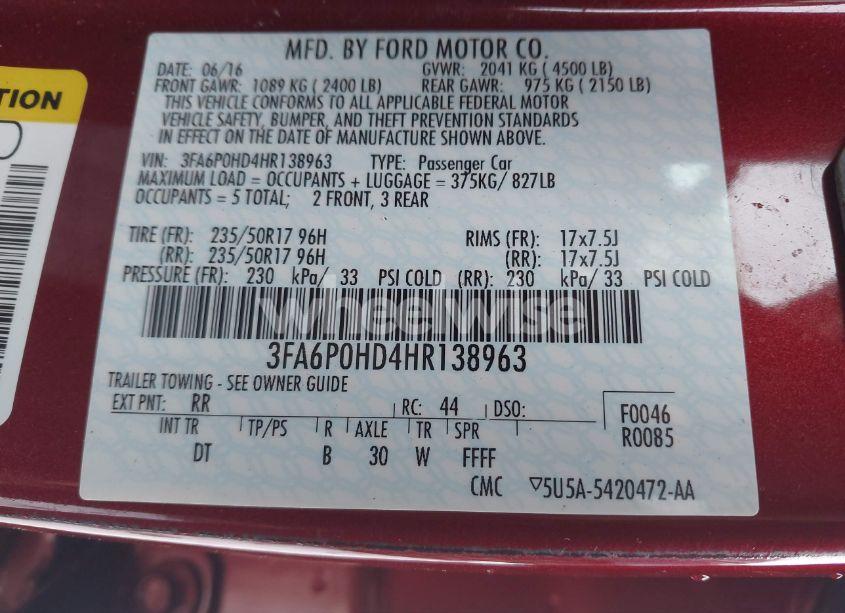 TION
MFD. BY FORD MOTOR CO.
DATE: 06/16 GVWR: 2041 KG ( 4500 LB)
FRONT GAWR: 1089 KG ( 2400 LB) REAR GAWR: 975 KG ( 2150 LB)
THIS VEHICLE CONFORMS TO ALL APPLICABLE FEDERAL MOTOR
VEHICLE SAFETY, BUMPER, AND THEFT PREVENTION STANDARDS
IN EFFECT ON THE DATE OF MANUFACTURE SHOWN ABOVE.
VIN: 3FA6P0HD4HR138963 TYPE: Passenger Car
MAXIMUM LOAD = OCCUPANTS + LUGGAGE = 375KG/ 827LB
OCCUPANTS = 5 TOTAL; 2 FRONT, 3 REAR
TIRE (FR): 235/50R17 96H RIMS (FR): 17x7.5J
(RR): 235/50R17 96H (RR): 17x7.5J
PRESSURE (FR): 230 kPa/ 33 PSI COLD (RR): 230 kPa/ 33 PSI COLD
wheelwise
3FA6P0HD4HR138963
TRAILER TOWING - SEE OWNER GUIDE
EXT PNT: RR RC: 44 DSO: F0046
INT TR TP/PS R AXLE TR SPR R0085
DT B 30 W FFFF
CMC ▽5U5A-5420472-AA